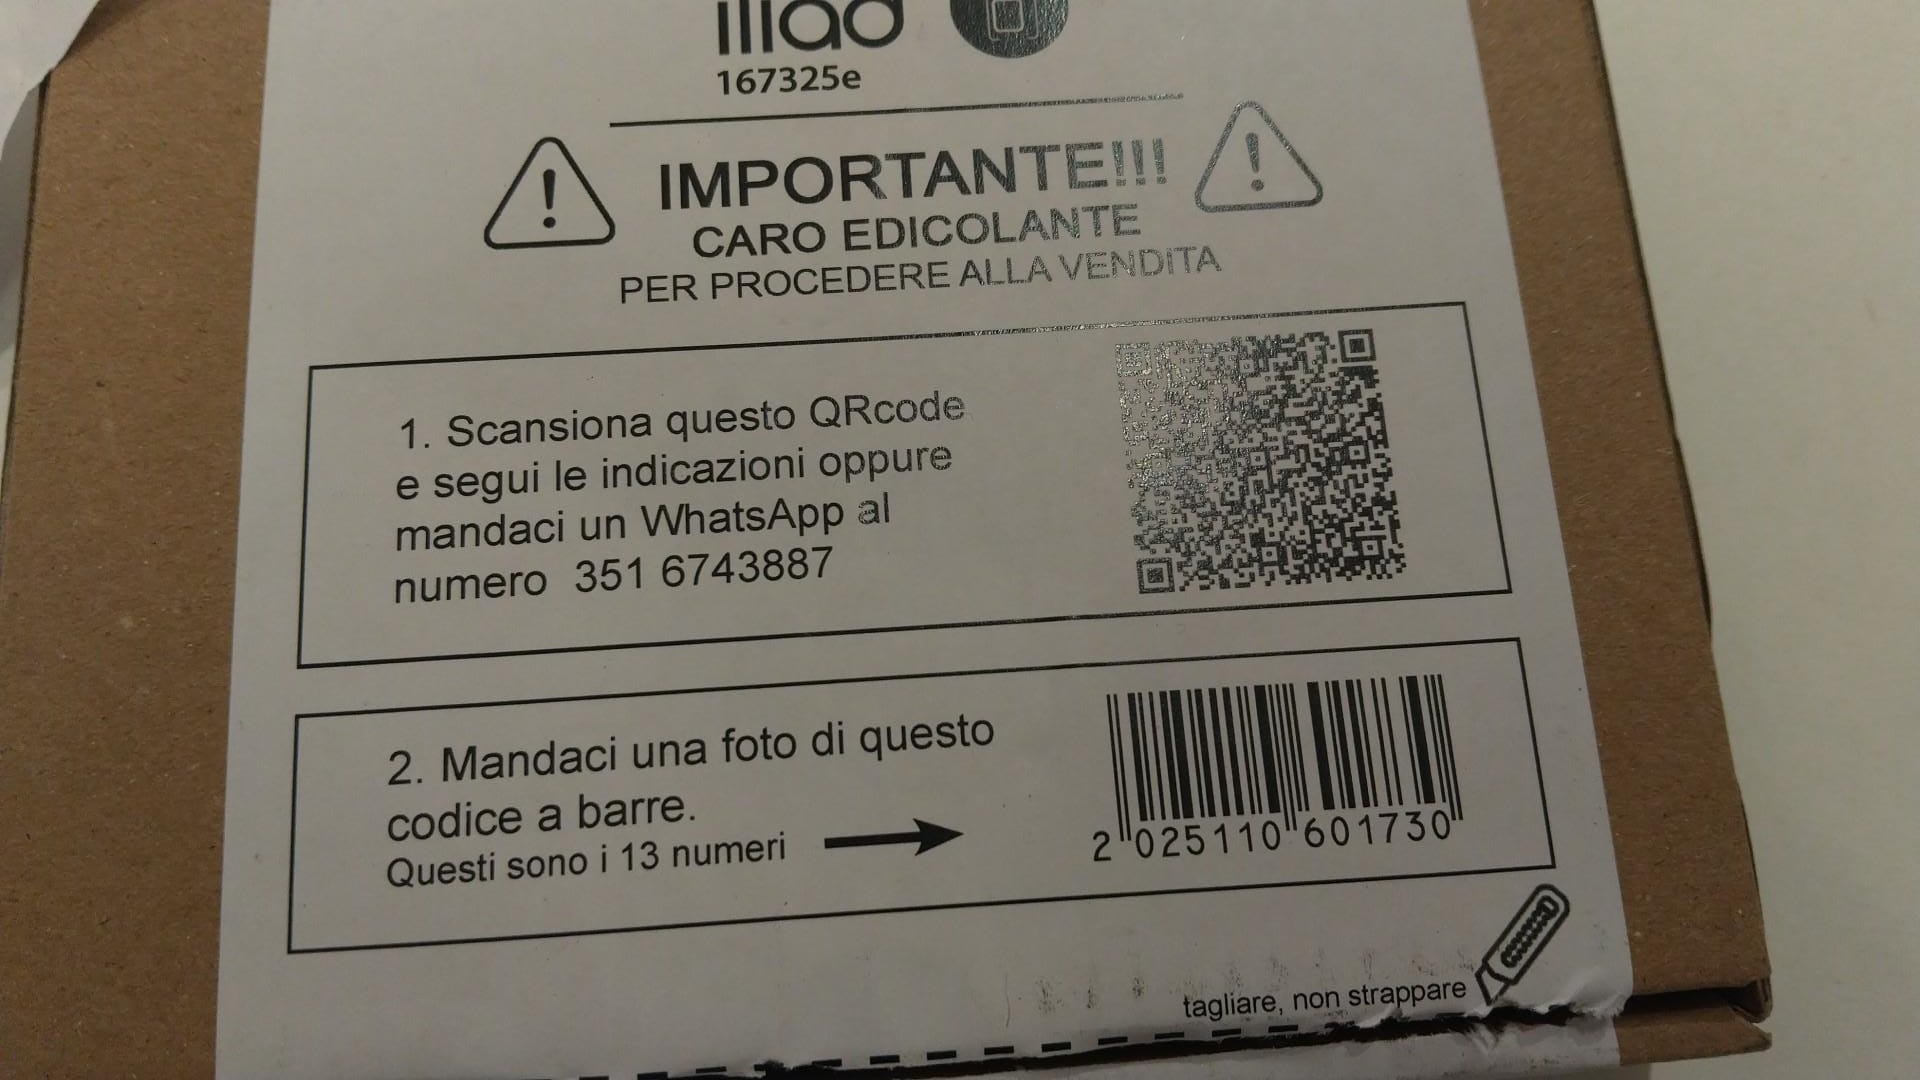 iliad
167325e
IMPORTANTE!!!
CARO EDICOLANTE
PER PROCEDERE ALLA VENDITA
1. Scansiona questo QRcode
e segui le indicazioni oppure
mandaci un WhatsApp al
numero 351 6743887
2. Mandaci una foto di questo
codice a barre.
Questi sono i 13 numeri
2 025110 601730
tagliare, non strappare